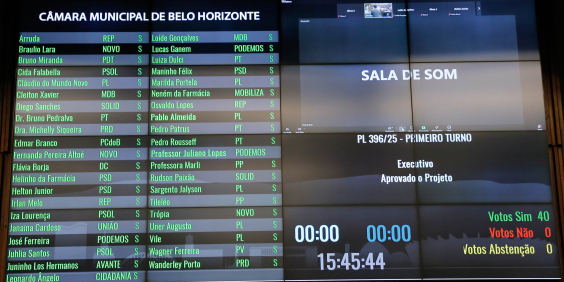 CÂMARA MUNICIPAL DE BELO HORIZONTE
Arruda REP S
Braulio Lara NOVO S
Bruno Miranda PDT S
Cida Falabella PSOL S
Cláudio do Mundo Novo PL S
Cleiton Xavier MDB S
Diego Sanches SOLID S
Dr. Bruno Pedralva PT S
Dra. Michelly Siqueira PRD S
Edmar Branco PCdoB S
Fernanda Pereira Altoé NOVO S
Flávia Borja DC S
Helinho da Farmácia PSD S
Helton Junior PSD S
Irlan Melo REP S
Iza Lourença PSOL S
Janaina Cardoso UNIÃO S
José Ferreira PODEMOS S
Juhlia Santos PSOL S
Juninho Los Hermanos AVANTE S
Leonardo Ângelo CIDADANIA S
Loíde Gonçalves MDB S
Lucas Ganem PODEMOS S
Luiza Dulci PT S
Maninho Félix PSD S
Marilda Portela PL S
Neném da Farmácia MOBILIZA S
Osvaldo Lopes REP S
Pablo Almeida PL S
Pedro Patrus PT S
Pedro Rousseff PT S
Professor Juliano Lopes PODEMOS
Professora Marli PP S
Rudson Paixão SOLID S
Sargento Jalyson PL S
Tileléo PP S
Trópia NOVO S
Uner Augusto PL S
Vile PL S
Wagner Ferreira PV S
Wanderley Porto PRD S
SALA DE SOM
PL 396/25 - PRIMEIRO TURNO
Executivo
Aprovado o Projeto
Votos Sim 40
Votos Não 0
Votos Abstenção 0
00:00 00:00
15:45:44